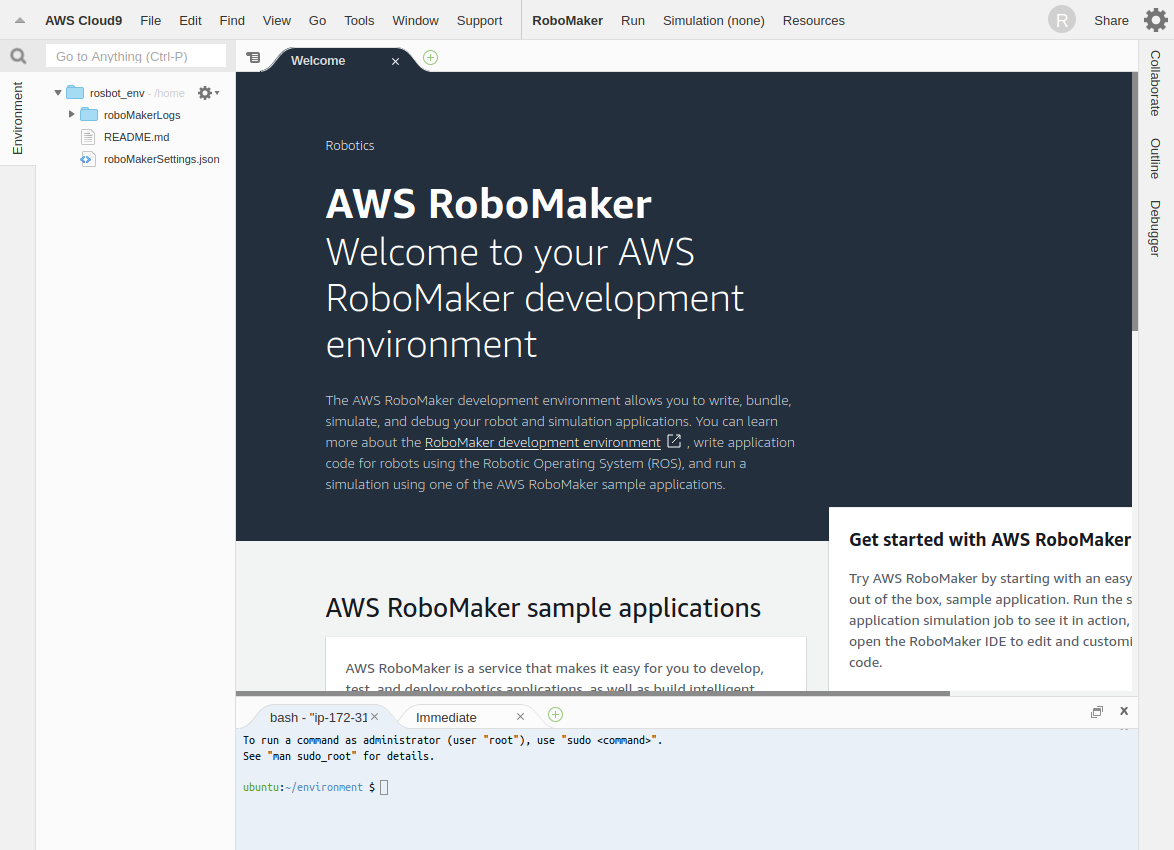 AWS Cloud9 File Edit Find View Go Tools Window Support RoboMaker Run Simulation (none) Resources R Share
Go to Anything (Ctrl-P)
Welcome
Environment
rosbot_env - /home
roboMakerLogs
README.md
roboMakerSettings.json
Collaborate
Outline
Debugger
Robotics
AWS RoboMaker
Welcome to your AWS
RoboMaker development
environment
The AWS RoboMaker development environment allows you to write, bundle,
simulate, and debug your robot and simulation applications. You can learn
more about the RoboMaker development environment , write application
code for robots using the Robotic Operating System (ROS), and run a
simulation using one of the AWS RoboMaker sample applications.
Get started with AWS RoboMaker
Try AWS RoboMaker by starting with an easy
out of the box, sample application. Run the s
application simulation job to see it in action,
open the RoboMaker IDE to edit and customi
code.
AWS RoboMaker sample applications
AWS RoboMaker is a service that makes it easy for you to develop,
test, and deploy robotics applications, as well as build intelligent
bash - "ip-172-31 Immediate
To run a command as administrator (user "root"), use "sudo <command>".
See "man sudo_root" for details.
ubuntu:~/environment $